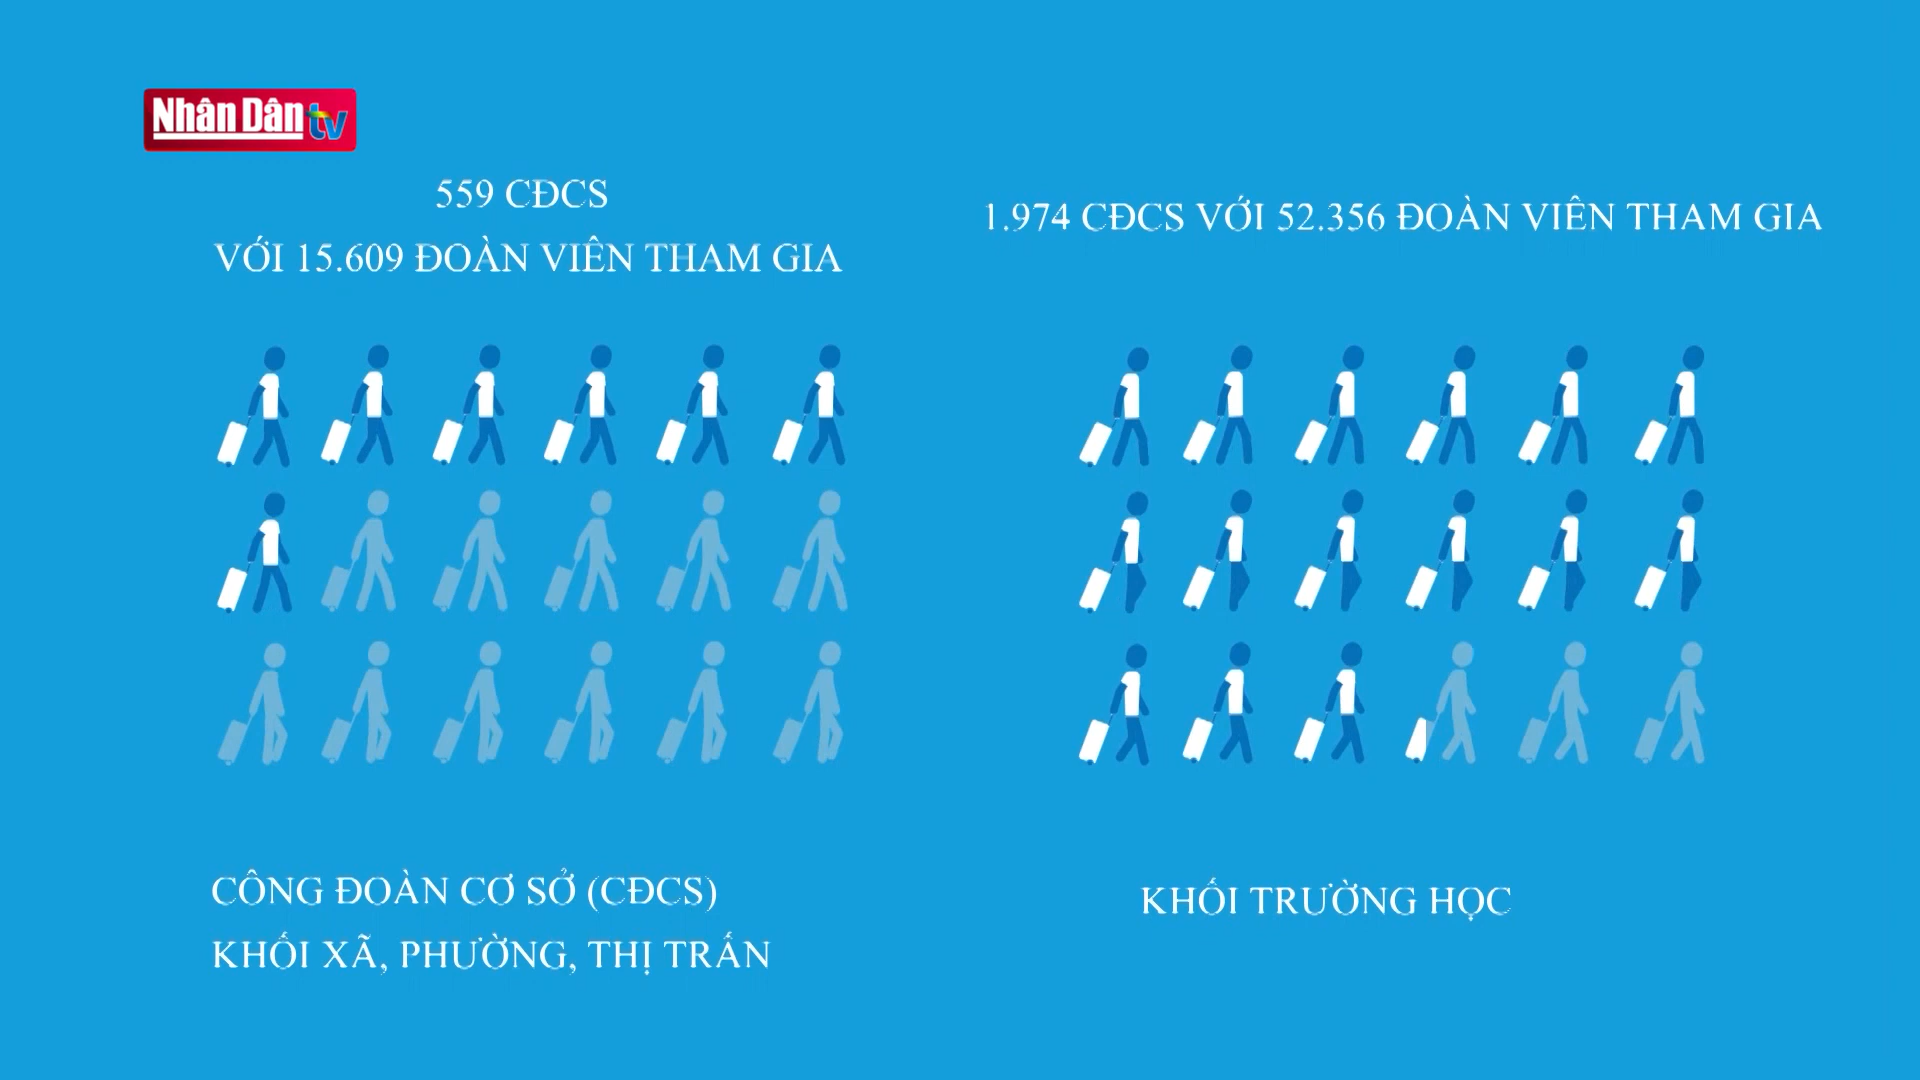 Nhân Dân tv
559 CĐCS
VỚI 15.609 ĐOÀN VIÊN THAM GIA
1.974 CĐCS VỚI 52.356 ĐOÀN VIÊN THAM GIA
CÔNG ĐOÀN CƠ SỞ (CĐCS)
KHỐI XÃ, PHƯỜNG, THỊ TRẤN
KHỐI TRƯỜNG HỌC